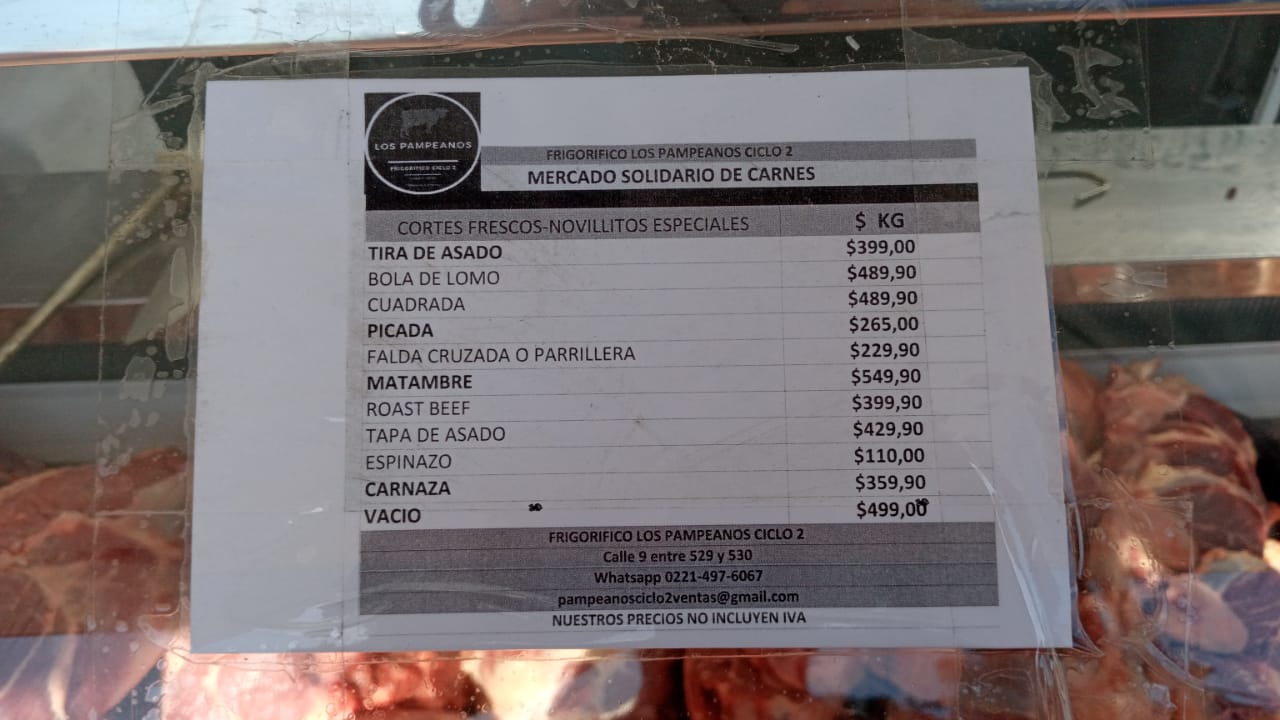 LOS PAMPEANOS
FRIGORIFICO CICLO 2
FRIGORIFICO LOS PAMPEANOS CICLO 2
MERCADO SOLIDARIO DE CARNES
CORTES FRESCOS-NOVILLITOS ESPECIALES $ KG
TIRA DE ASADO $399,00
BOLA DE LOMO $489,90
CUADRADA $489,90
PICADA $265,00
FALDA CRUZADA O PARRILLERA $229,90
MATAMBRE $549,90
ROAST BEEF $399,90
TAPA DE ASADO $429,90
ESPINAZO $110,00
CARNAZA $359,90
VACIO $499,00
FRIGORIFICO LOS PAMPEANOS CICLO 2
Calle 9 entre 529 y 530
Whatsapp 0221-497-6067
pampeanosciclo2ventas@gmail.com
NUESTROS PRECIOS NO INCLUYEN IVA